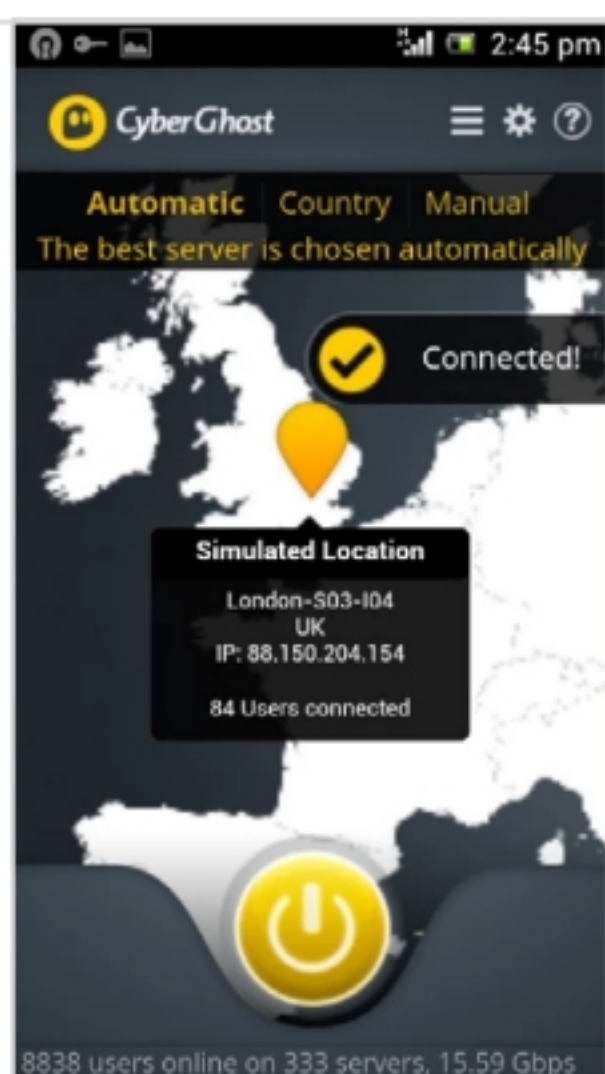 2:45 pm
CyberGhost
Automatic Country Manual
The best server is chosen automatically
Connected!
Simulated Location
London-S03-I04
UK
IP: 88.150.204.154
84 Users connected
8838 users online on 333 servers, 15.59 Gbps